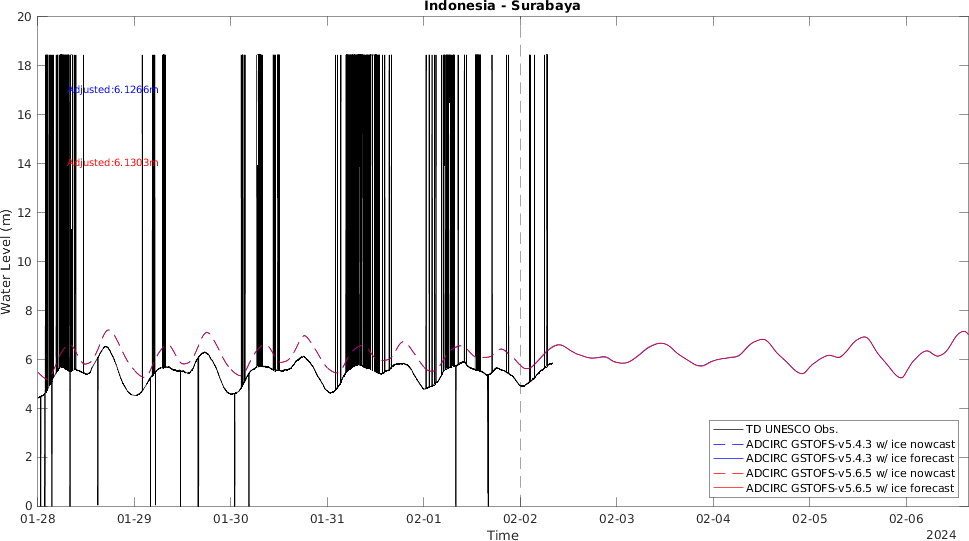 Indonesia - Surabaya
20
18
16
14
12
10
8
6
4
2
0
Water Level (m)
Adjusted:6.1266m
Adjusted:6.1303m
TD UNESCO Obs.
ADCIRC GSTOFS-v5.4.3 w/ ice nowcast
ADCIRC GSTOFS-v5.4.3 w/ ice forecast
ADCIRC GSTOFS-v5.6.5 w/ ice nowcast
ADCIRC GSTOFS-v5.6.5 w/ ice forecast
01-28 01-29 01-30 01-31 02-01 02-02 02-03 02-04 02-05 02-06
Time
2024